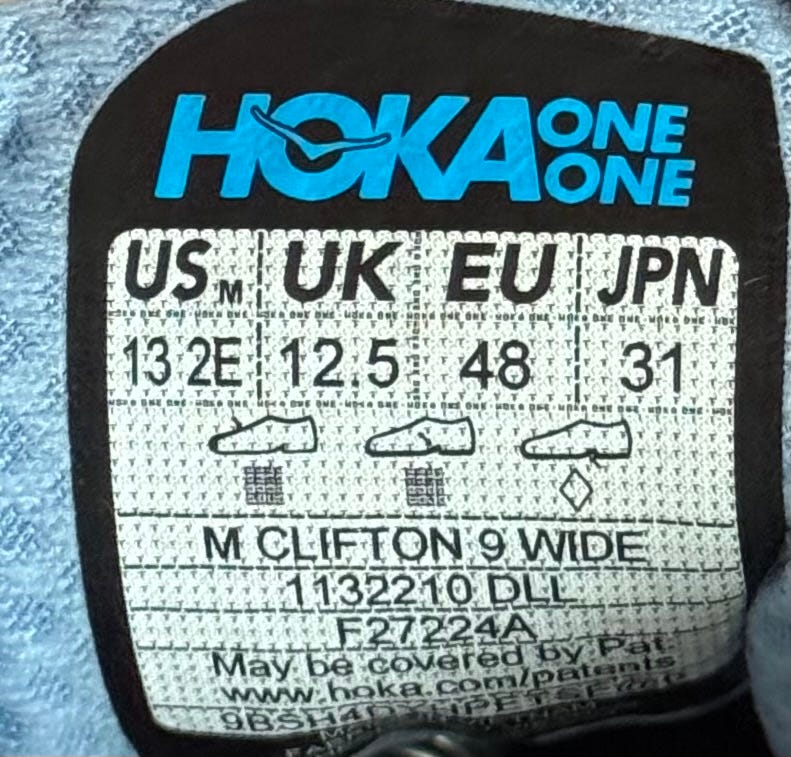 HOKA ONE ONE
US M UK EU JPN
13 2E 12.5 48 31
M CLIFTON 9 WIDE
1132210 DLL
F27224A
May be covered by Pat.
www.hoka.com/patents